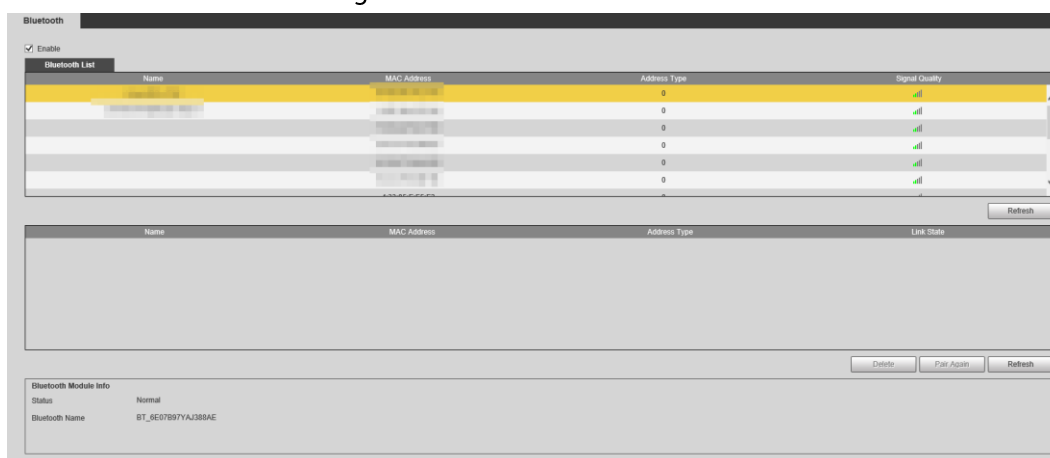 Bluetooth
Enable
Bluetooth List
Name MAC Address Address Type Signal Quality
0
0
0
0
0
0
Refresh
Name MAC Address Address Type Link State
Delete Pair Again Refresh
Bluetooth Module Info
Status Normal
Bluetooth Name BT_6E07B97YAJ388AE